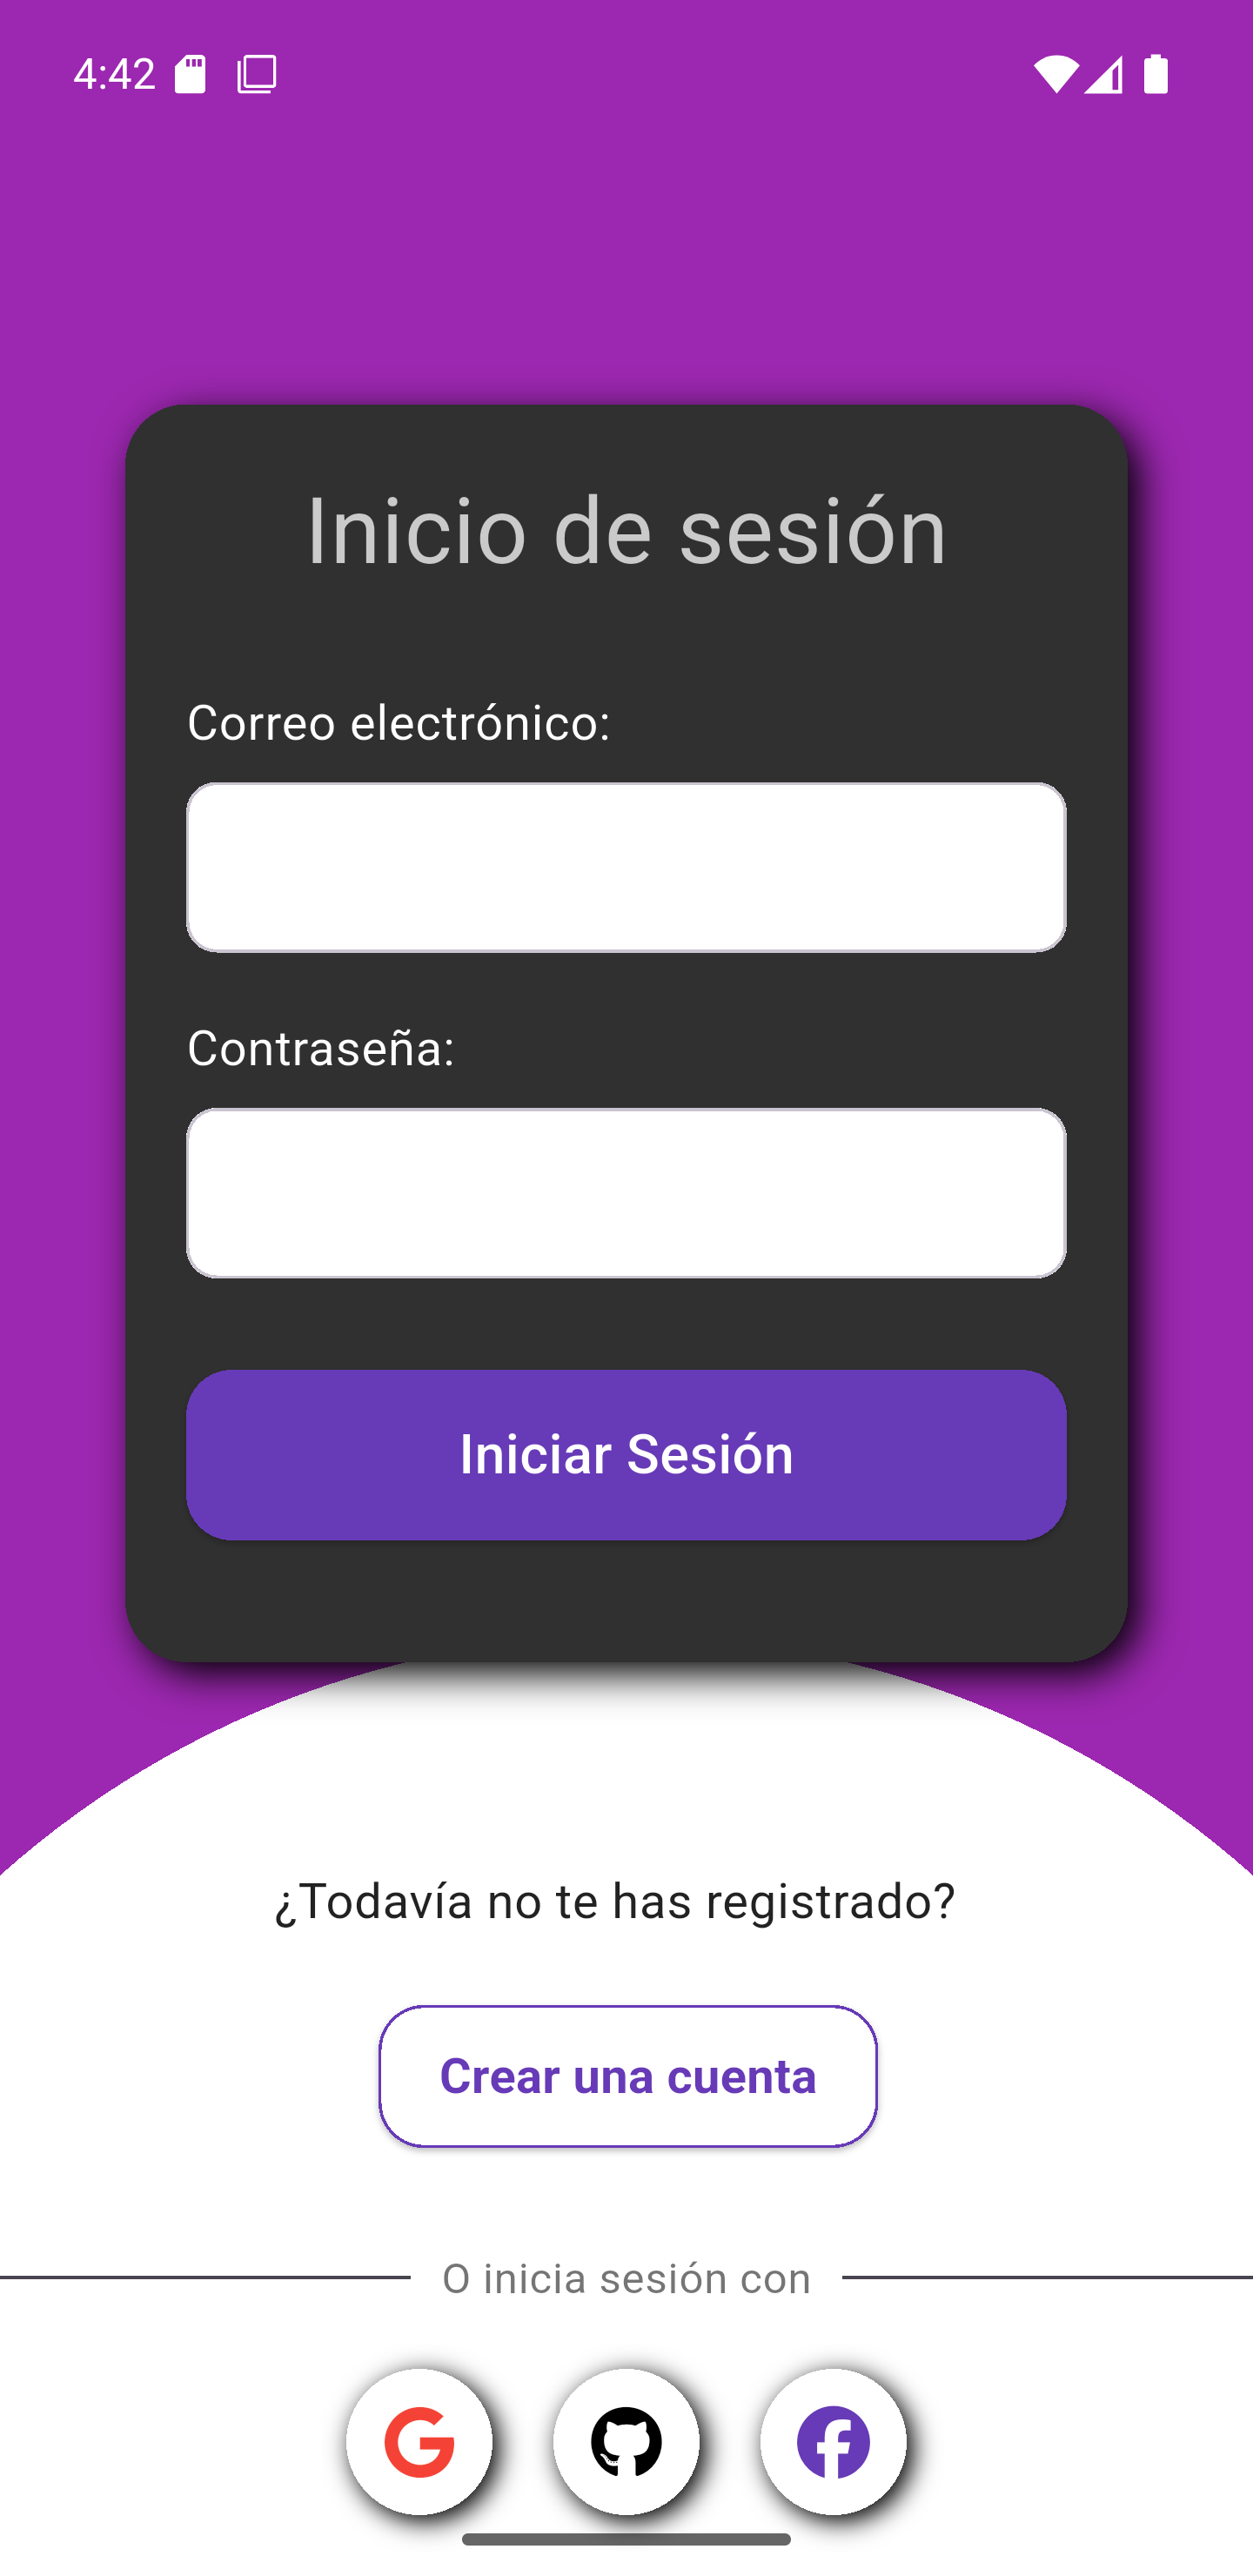 4:42
Inicio de sesión
Correo electrónico:
Contraseña:
Iniciar Sesión
¿Todavía no te has registrado?
Crear una cuenta
O inicia sesión con